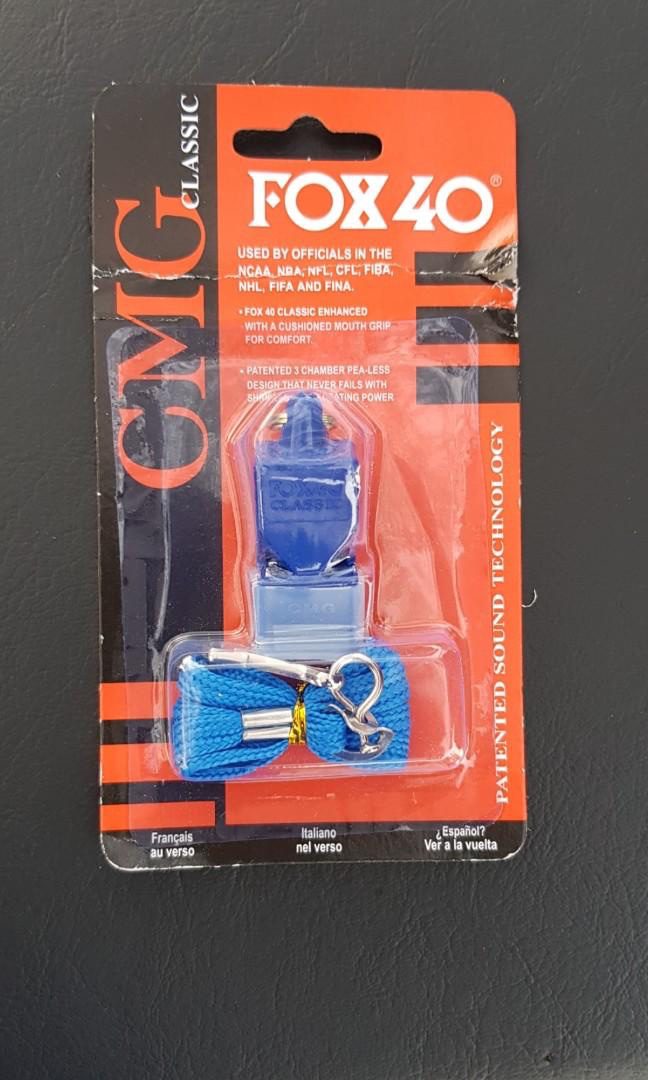 CMG CLASSIC
FOX 40®
USED BY OFFICIALS IN THE
NCAA, NBA, NFL, CFL, FIBA,
NHL, FIFA AND FINA.
• FOX 40 CLASSIC ENHANCED
WITH A CUSHIONED MOUTH GRIP
FOR COMFORT.
• PATENTED 3 CHAMBER PEA-LESS
DESIGN THAT NEVER FAILS WITH
POWER
FOX 40
CLASSIC
CMG
PATENTED SOUND TECHNOLOGY
Français
au verso
Italiano
nel verso
¿Español?
Ver a la vuelta